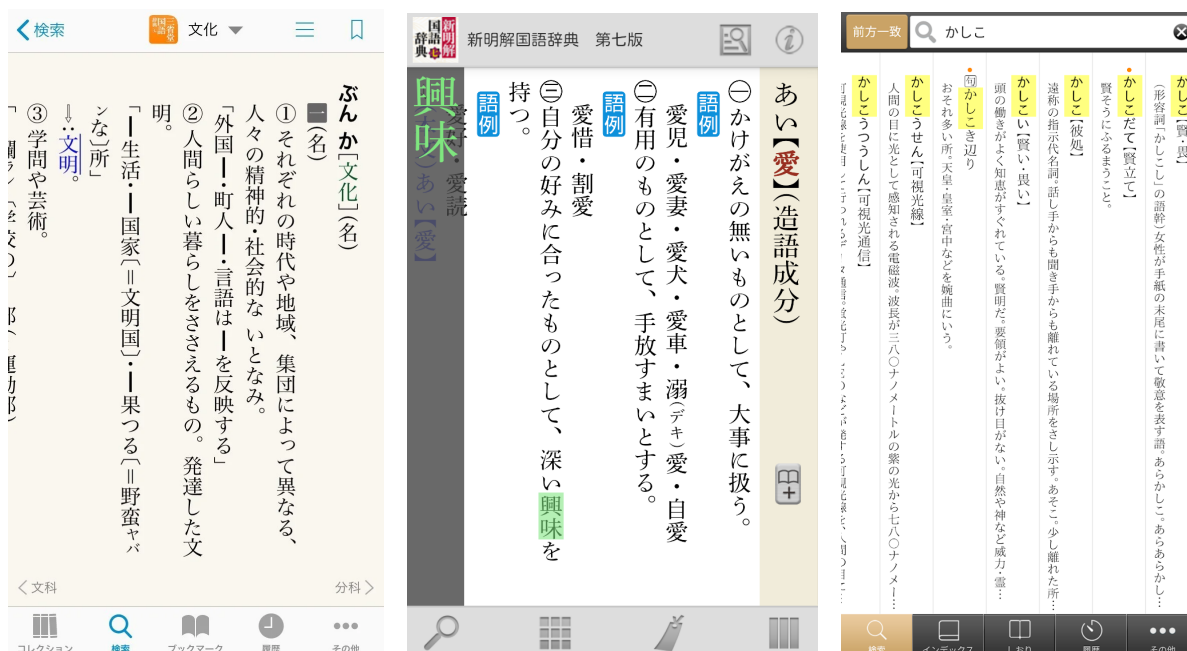 検索
三省堂国語辞典
文化
ぶんか[文化](名)
一(名)
① それぞれの時代や地域、集団によって異なる、
人々の精神的・社会的な いとなみ。
「外国―・町人―・言語は―を反映する」
② 人間らしい暮らしをささえるもの。発達した文
明。
「―生活・―国家〔=文明国〕・―果つる〔=野蛮ヤバ
ンな〕所」
→:文明。
③ 学問や芸術。
文科
分科
コレクション
検索
ブックマーク
履歴
その他
新明解国語辞典
新明解国語辞典 第七版
あい【愛】(造語成分)
㊀かけがえの無いものとして、大事に扱う。
語例
愛児・愛妻・愛犬・愛車・溺(デキ)愛・自愛
㊁有用のものとして、手放すまいとする。
語例
愛惜・割愛
㊂自分の好みに合ったものとして、深い興味を
持つ。
語例
愛好・愛読
興味
あい【愛】
前方一致
かしこ
かしこ【賢・畏】
(形容詞「かしこし」の語幹)女性が手紙の末尾に書いて敬意を表す語。あらかしこ。あらあらかし…
かしこだて【賢立て】
賢そうにふるまうこと。
かしこ【彼処】
遠称の指示代名詞。話し手からも聞き手からも離れている場所をさし示す。あそこ。少し離れた所…
かしこい【賢い・畏い】
頭の働きがよく知恵がすぐれている。賢明だ。要領がよい。抜け目がない。自然や神など威力・霊…
句かしこき辺り
おそれ多い所。天皇・皇室・宮中などを婉曲にいう。
かしこうせん【可視光線】
人間の目に光として感知される電磁波。波長が三八〇ナノメートルの紫の光から七八〇ナノメー…
かしこうつうしん【可視光通信】
検索
インデックス
しおり
履歴
その他